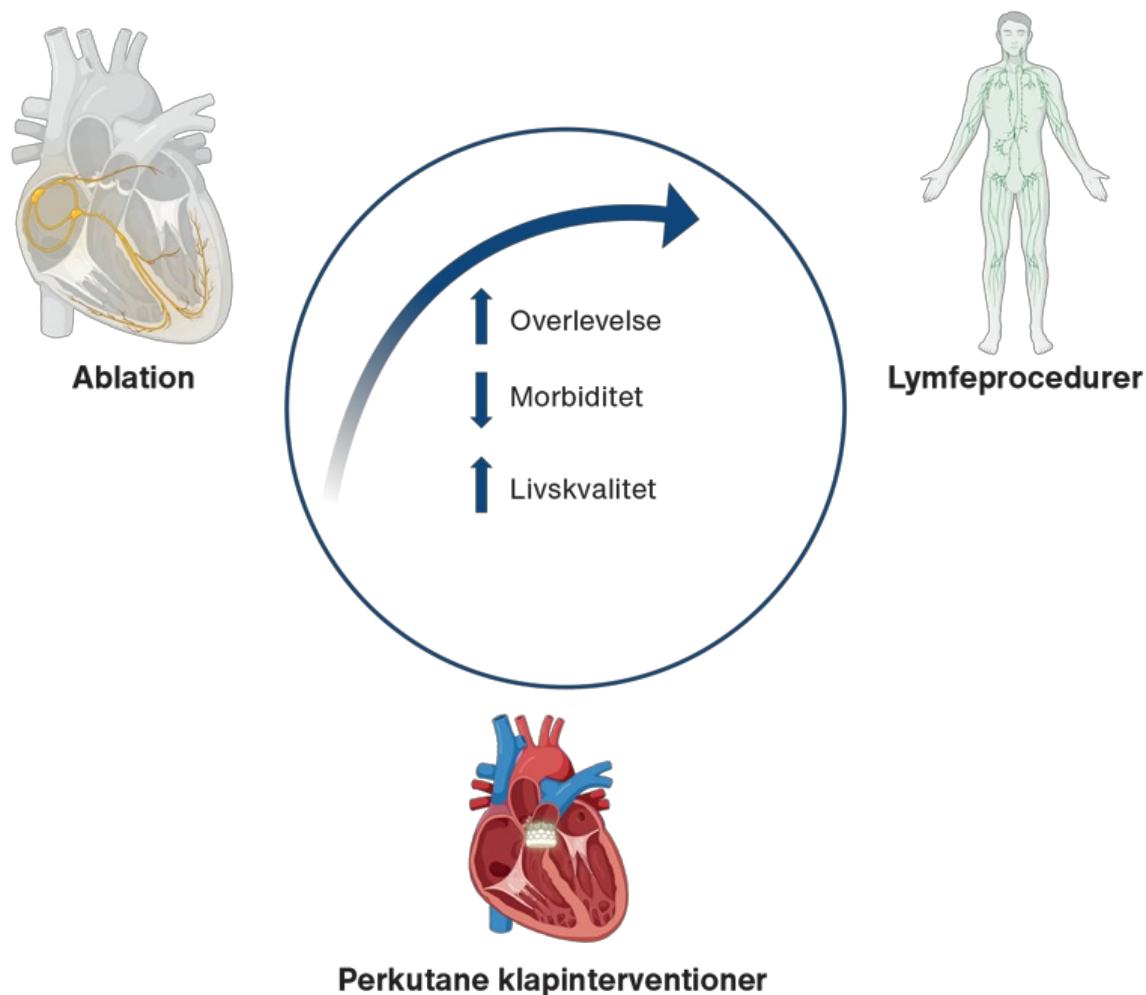 Ablation
Lymfeprocedurer
Overlevelse
Morbiditet
Livskvalitet
Perkutane klapinterventioner